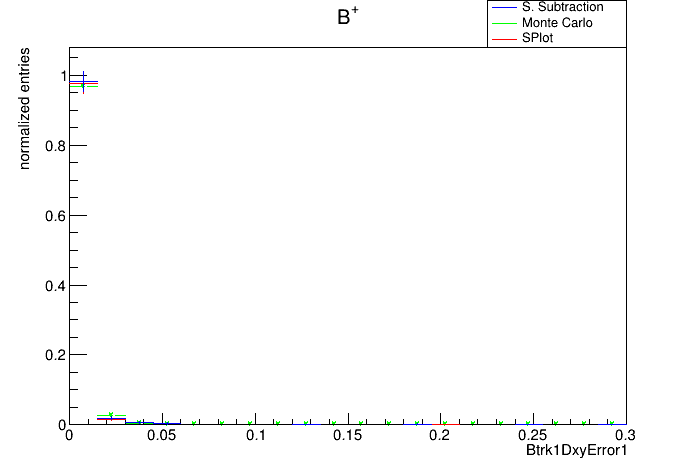 B+
S. Subtraction
Monte Carlo
SPlot
normalized entries
1
0.8
0.6
0.4
0.2
0
0 0.05 0.1 0.15 0.2 0.25 0.3
Btrk1DxyError1